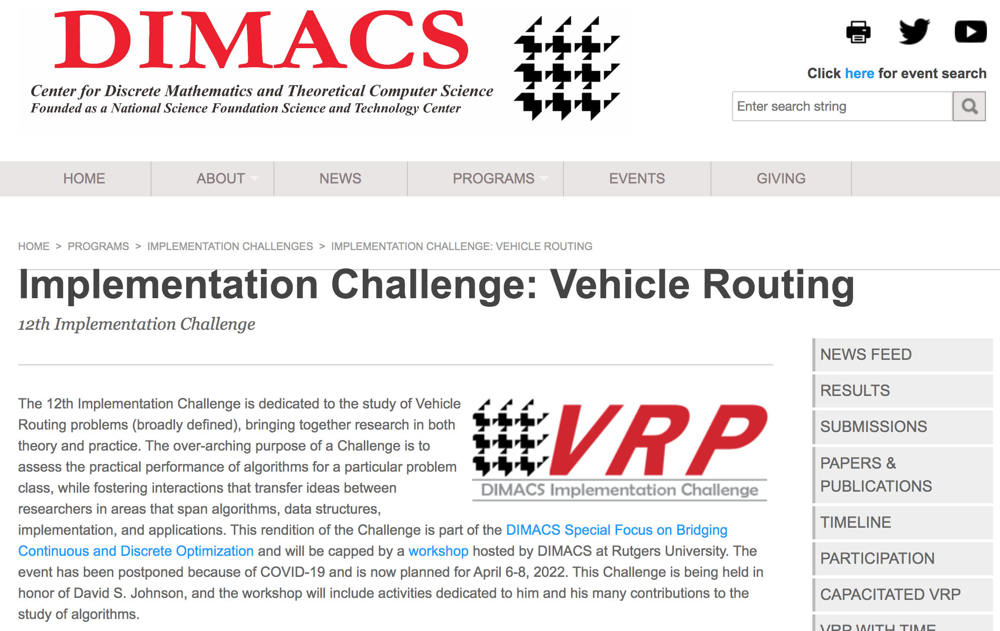 DIMACS
Center for Discrete Mathematics and Theoretical Computer Science
Founded as a National Science Foundation Science and Technology Center
Click here for event search
Enter search string
HOME
ABOUT
NEWS
PROGRAMS
EVENTS
GIVING
HOME > PROGRAMS > IMPLEMENTATION CHALLENGES > IMPLEMENTATION CHALLENGE: VEHICLE ROUTING
Implementation Challenge: Vehicle Routing
12th Implementation Challenge
The 12th Implementation Challenge is dedicated to the study of Vehicle
Routing problems (broadly defined), bringing together research in both
theory and practice. The over-arching purpose of a Challenge is to
assess the practical performance of algorithms for a particular problem
class, while fostering interactions that transfer ideas between
researchers in areas that span algorithms, data structures,
implementation, and applications. This rendition of the Challenge is part of the DIMACS Special Focus on Bridging
Continuous and Discrete Optimization and will be capped by a workshop hosted by DIMACS at Rutgers University. The
event has been postponed because of COVID-19 and is now planned for April 6-8, 2022. This Challenge is being held in
honor of David S. Johnson, and the workshop will include activities dedicated to him and his many contributions to the
study of algorithms.
VRP
DIMACS Implementation Challenge
NEWS FEED
RESULTS
SUBMISSIONS
PAPERS &
PUBLICATIONS
TIMELINE
PARTICIPATION
CAPACITATED VRP
VRP WITH TIME